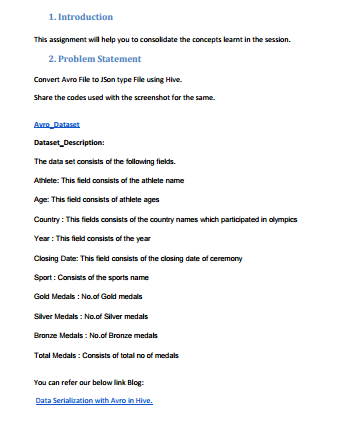 1. Introduction
This assignment will help you to consolidate the concepts learnt in the session.
2. Problem Statement
Convert Avro File to JSon type File using Hive.
Share the codes used with the screenshot for the same.
Avro_Dataset
Dataset_Description:
The data set consists of the following fields.
Athlete: This field consists of the athlete name
Age: This field consists of athlete ages
Country : This fields consists of the country names which participated in olympics
Year : This field consists of the year
Closing Date: This field consists of the closing date of ceremony
Sport : Consists of the sports name
Gold Medals : No.of Gold medals
Silver Medals : No.of Silver medals
Bronze Medals : No.of Bronze medals
Total Medals : Consists of total no of medals
You can refer our below link Blog:
Data Serialization with Avro in Hive.